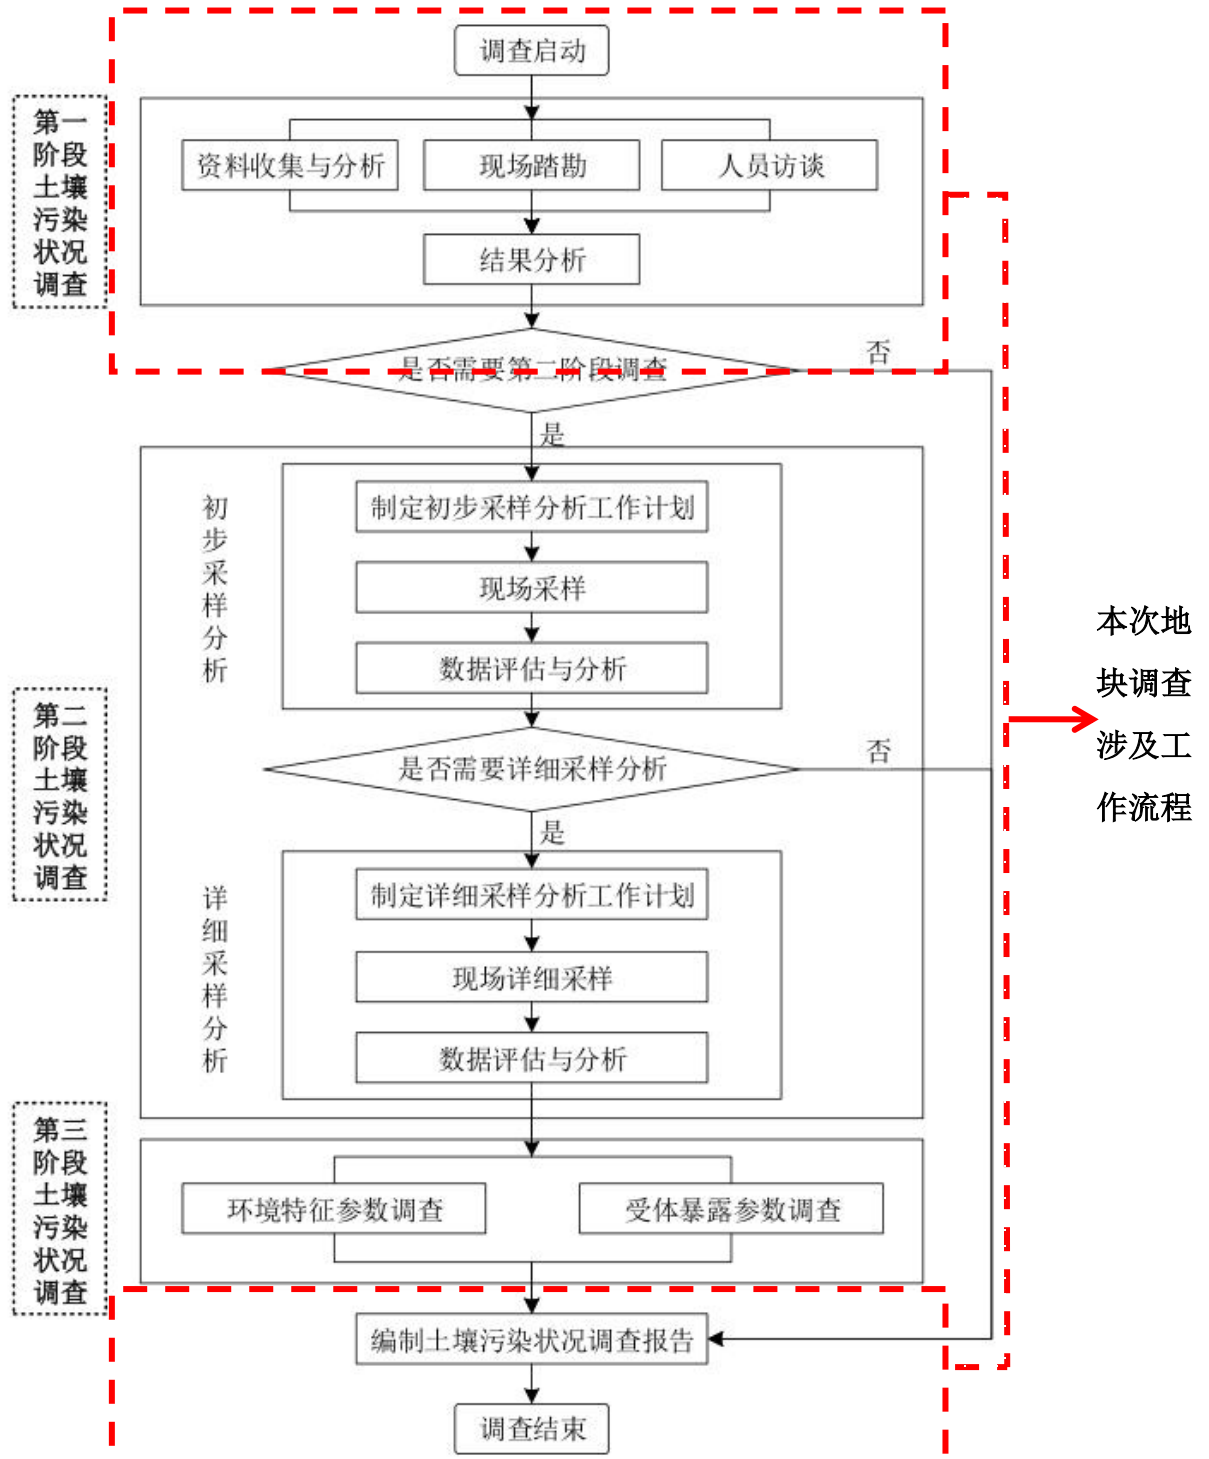 调查启动
第一
阶段
土壤
污染
状况
调查
资料收集与分析
现场踏勘
人员访谈
结果分析
是否需要第二阶段调查
否
是
初
步
采
样
分
析
制定初步采样分析工作计划
现场采样
数据评估与分析
第二
阶段
土壤
污染
状况
调查
是否需要详细采样分析
否
是
详
细
采
样
分
析
制定详细采样分析工作计划
现场详细采样
数据评估与分析
第三
阶段
土壤
污染
状况
调查
环境特征参数调查
受体暴露参数调查
编制土壤污染状况调查报告
调查结束
本次地
块调查
涉及工
作流程